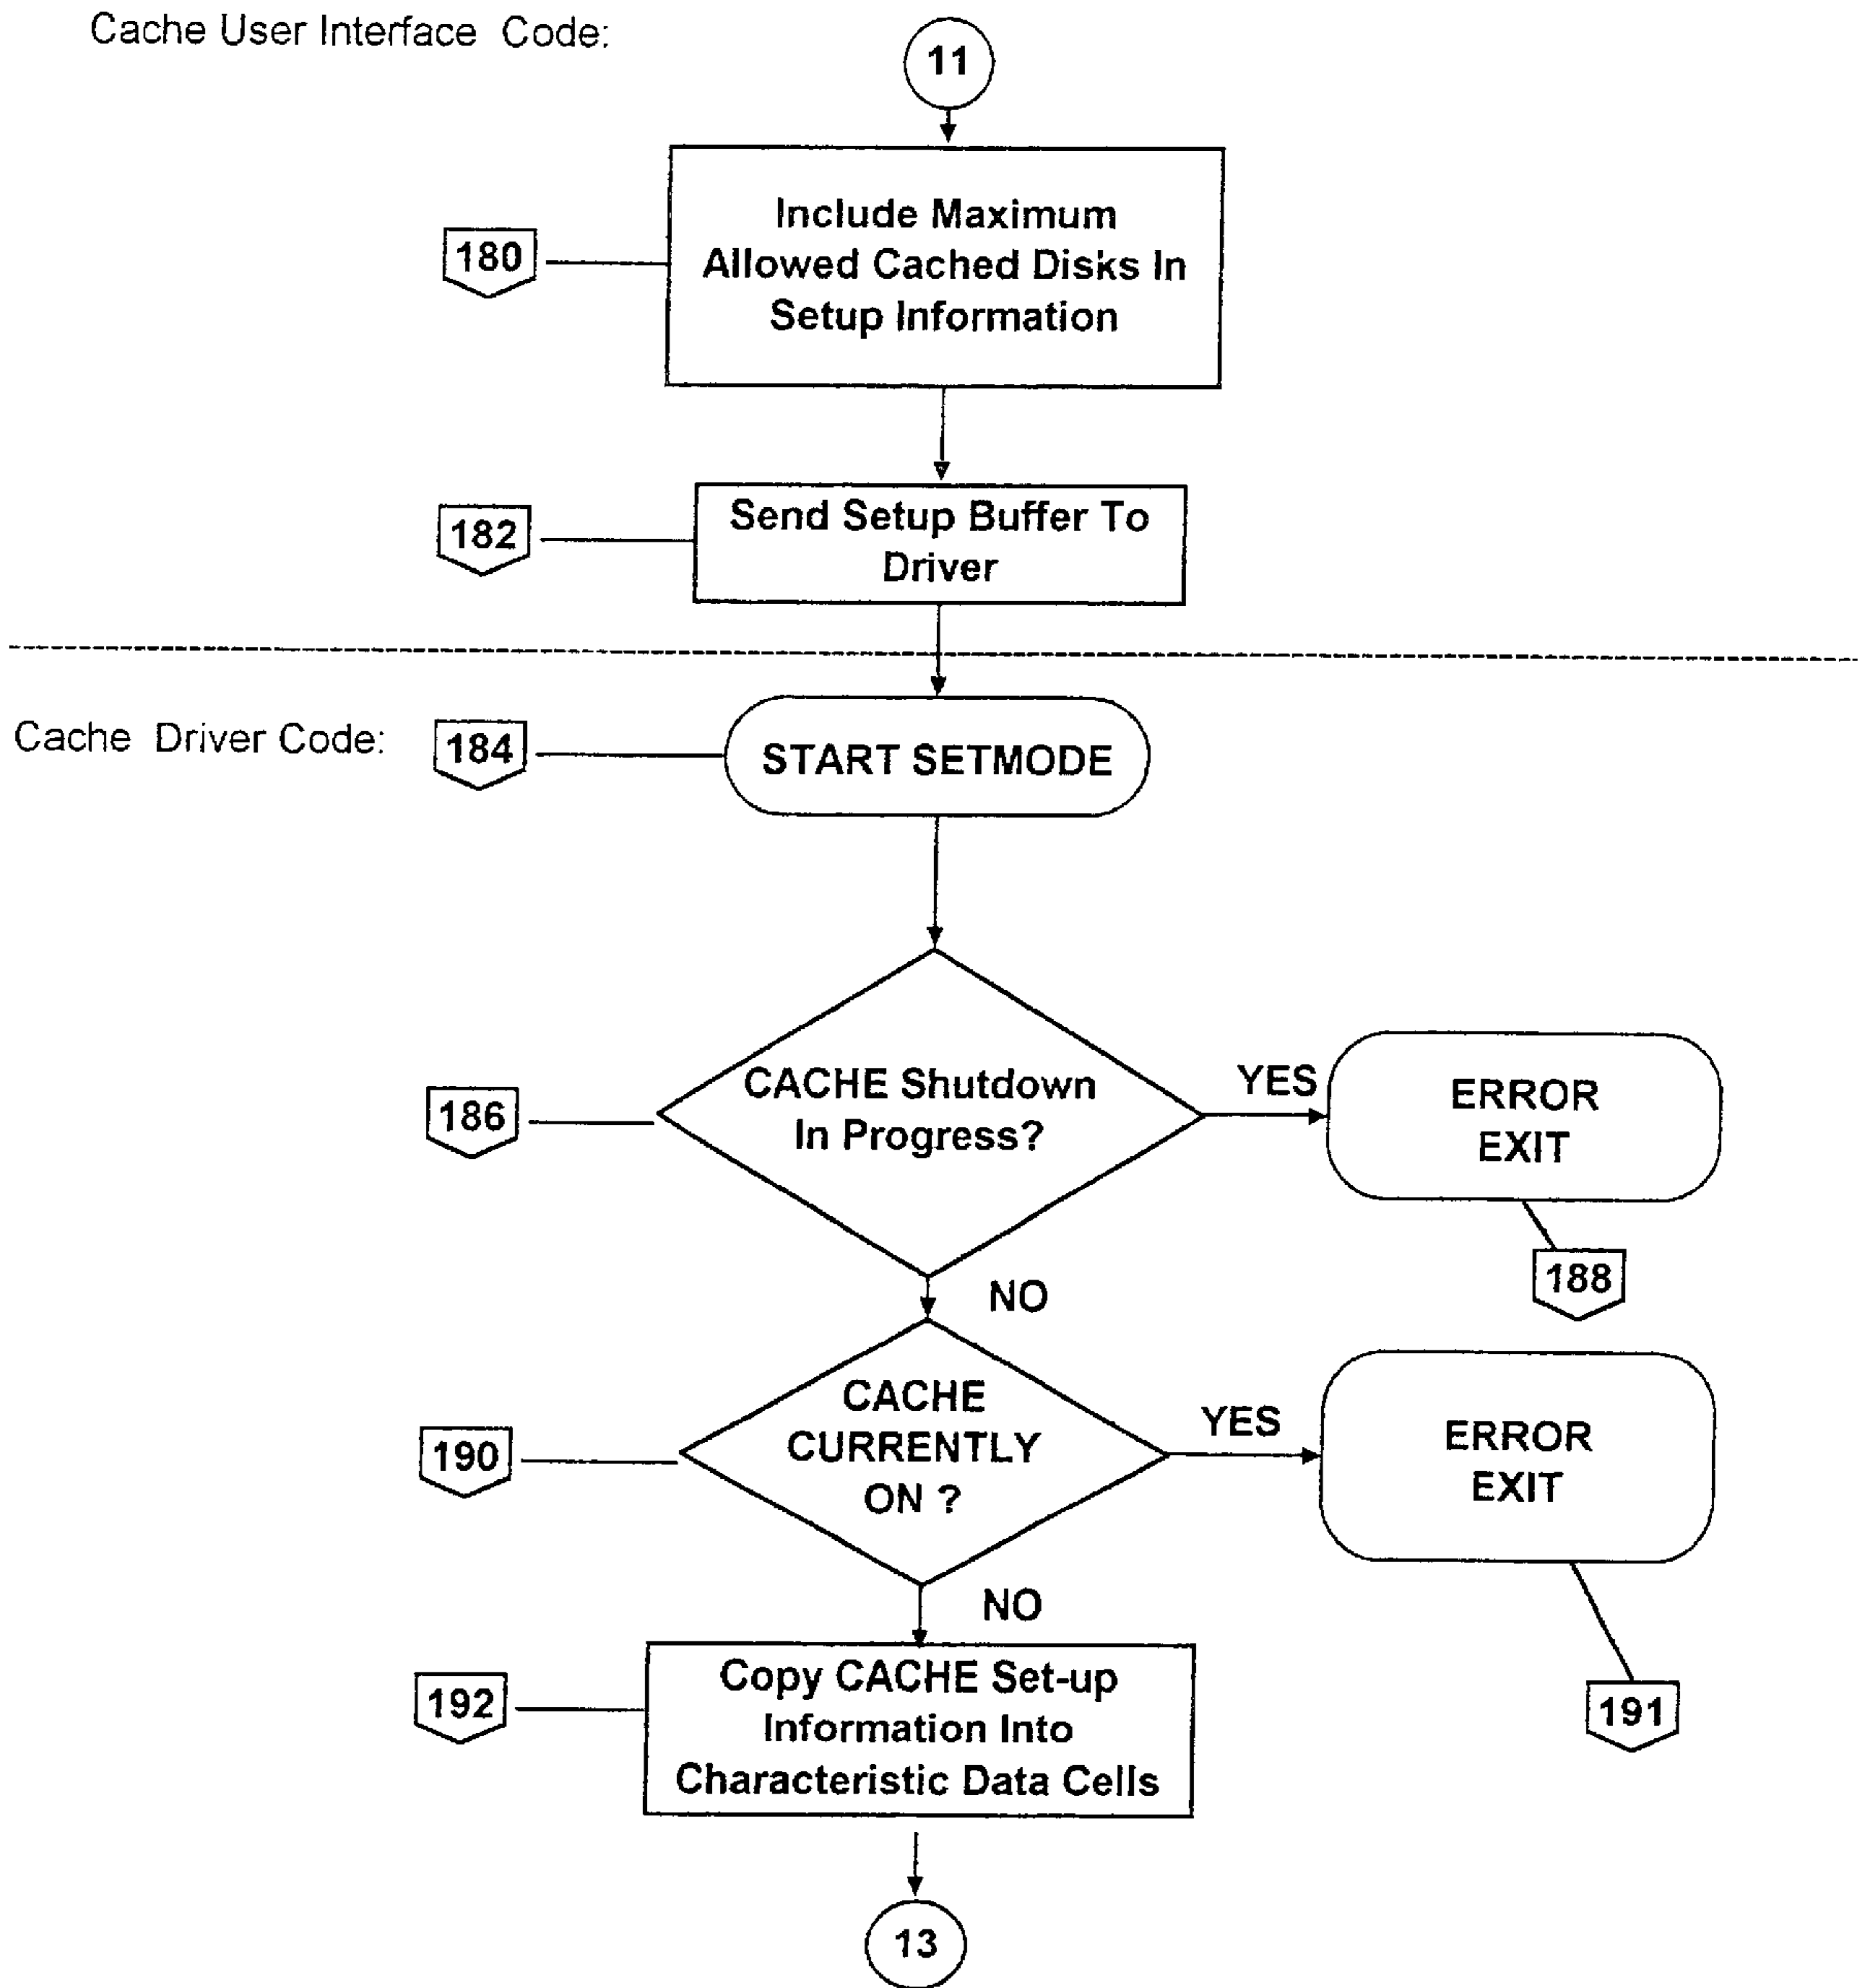 Cache User Interface Code:
11
180
Include Maximum
Allowed Cached Disks In
Setup Information
182
Send Setup Buffer To
Driver
Cache Driver Code:
184
START SETMODE
186
CACHE Shutdown
In Progress?
YES
ERROR
EXIT
188
NO
190
CACHE
CURRENTLY
ON ?
YES
ERROR
EXIT
191
NO
192
Copy CACHE Set-up
Information Into
Characteristic Data Cells
13